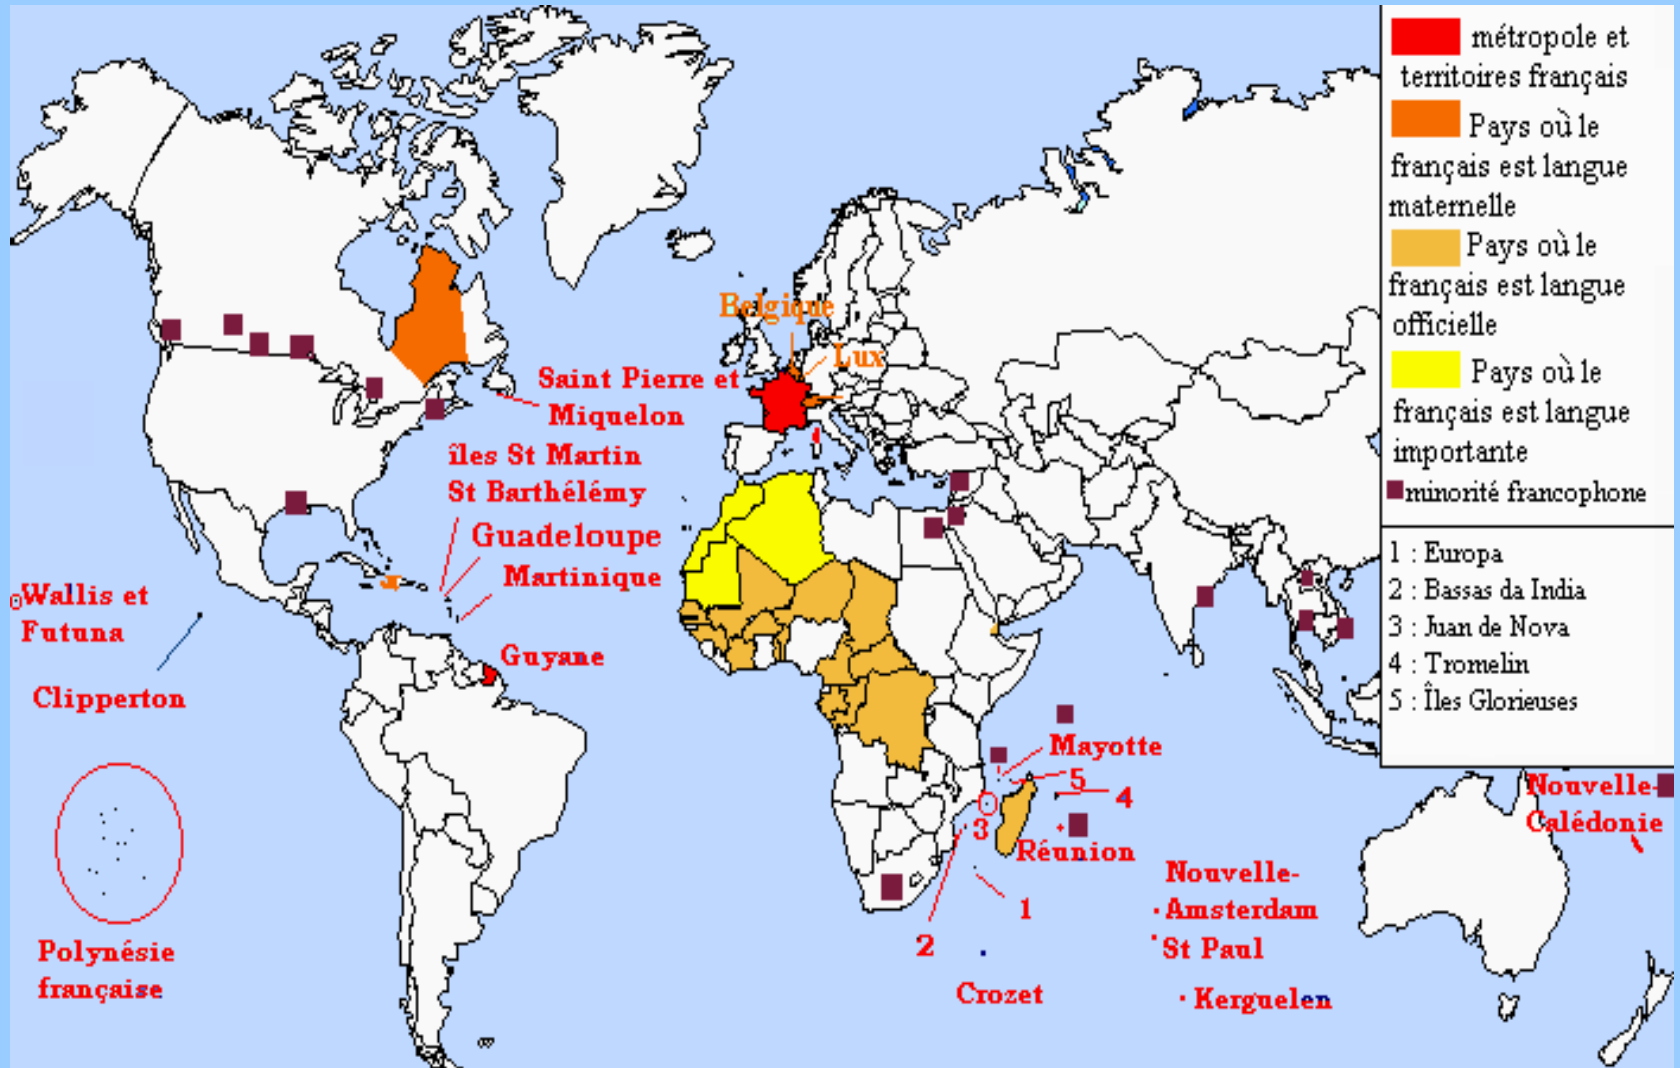 métropole et
territoires français
Pays où le
français est langue
maternelle
Pays où le
français est langue
officielle
Pays où le
français est langue
importante
minorité francophone
1 : Europa
2 : Bassas da India
3 : Juan de Nova
4 : Tromelin
5 : Îles Glorieuses
Belgique
Lux
Saint Pierre et
Miquelon
îles St Martin
St Barthélémy
Guadeloupe
Martinique
Wallis et
Futuna
Guyane
Clipperton
Mayotte
5
4
3
Réunion
1
2
Nouvelle-
Calédonie
Nouvelle-
Amsterdam
St Paul
Polynésie
française
Crozet
Kerguelen